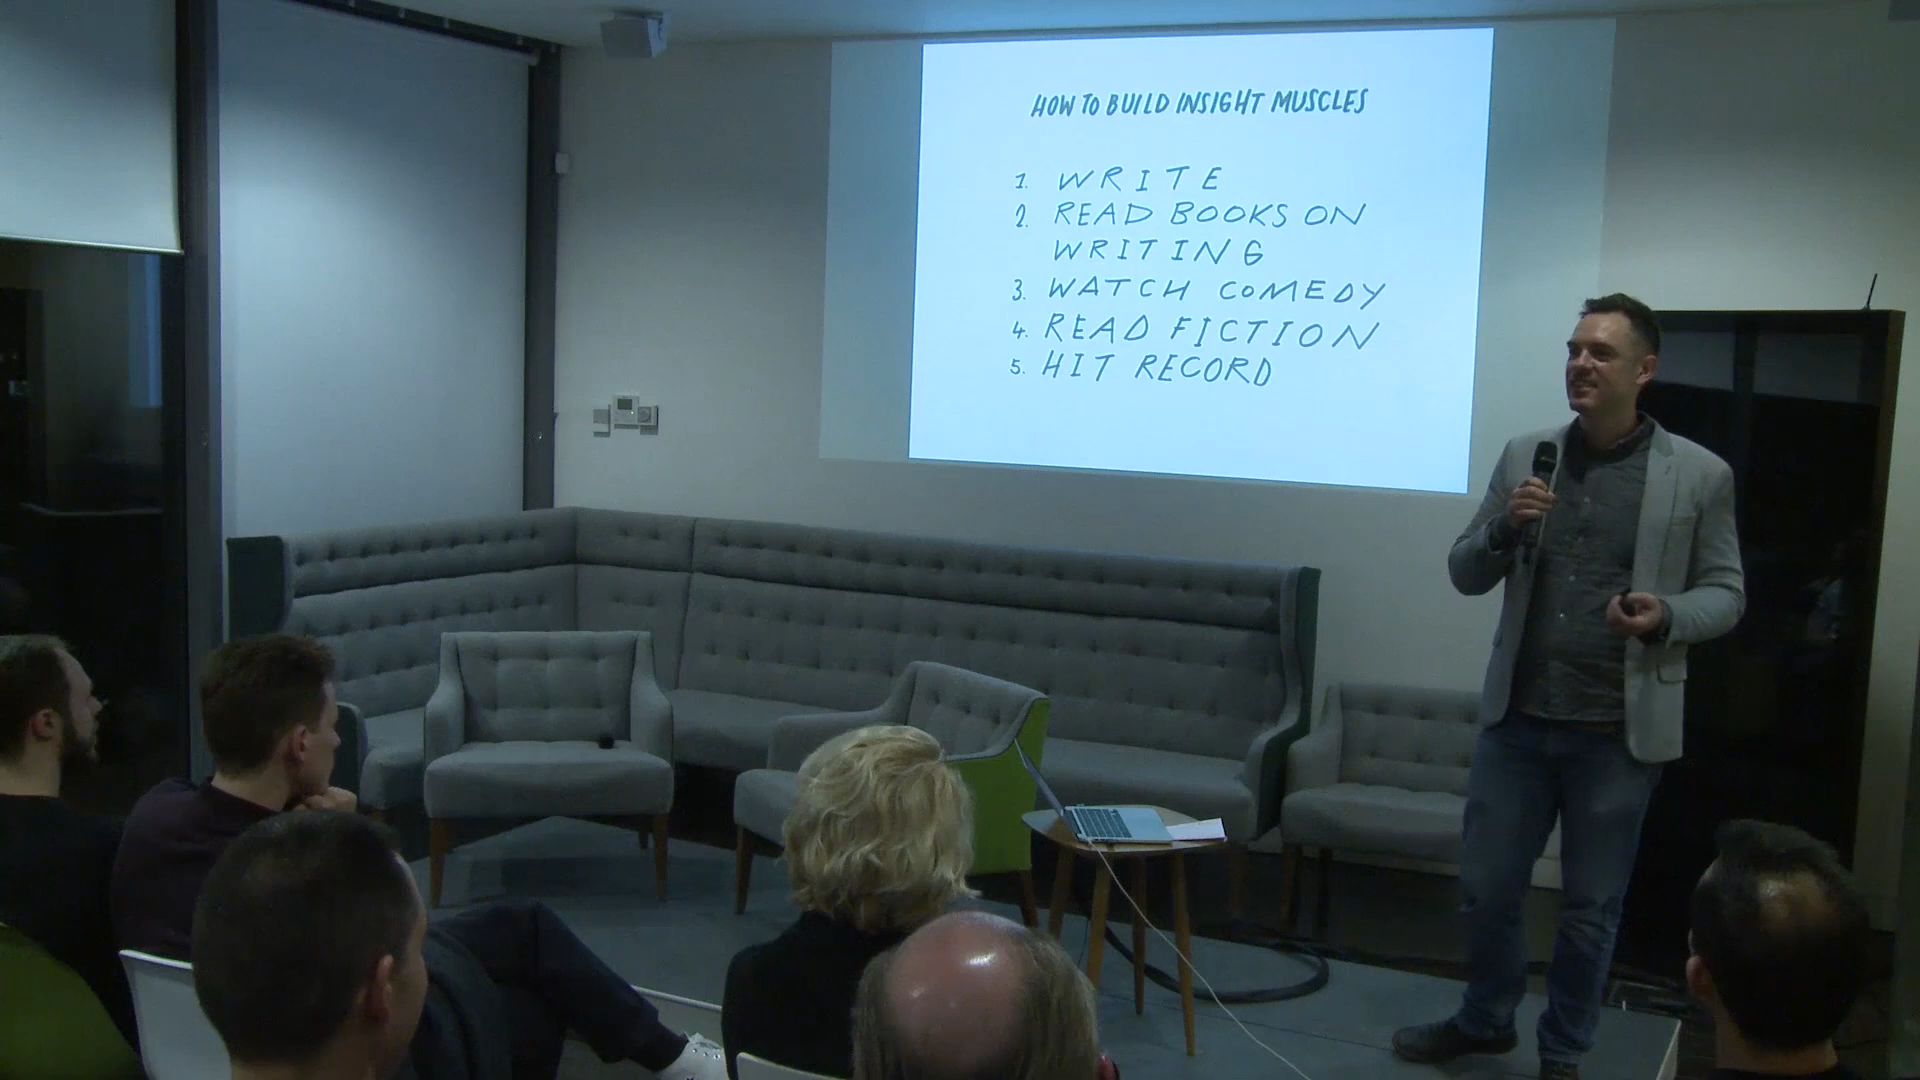 HOW TO BUILD INSIGHT MUSCLES
1. WRITE
2. READ BOOKS ON
WRITING
3. WATCH COMEDY
4. READ FICTION
5. HIT RECORD